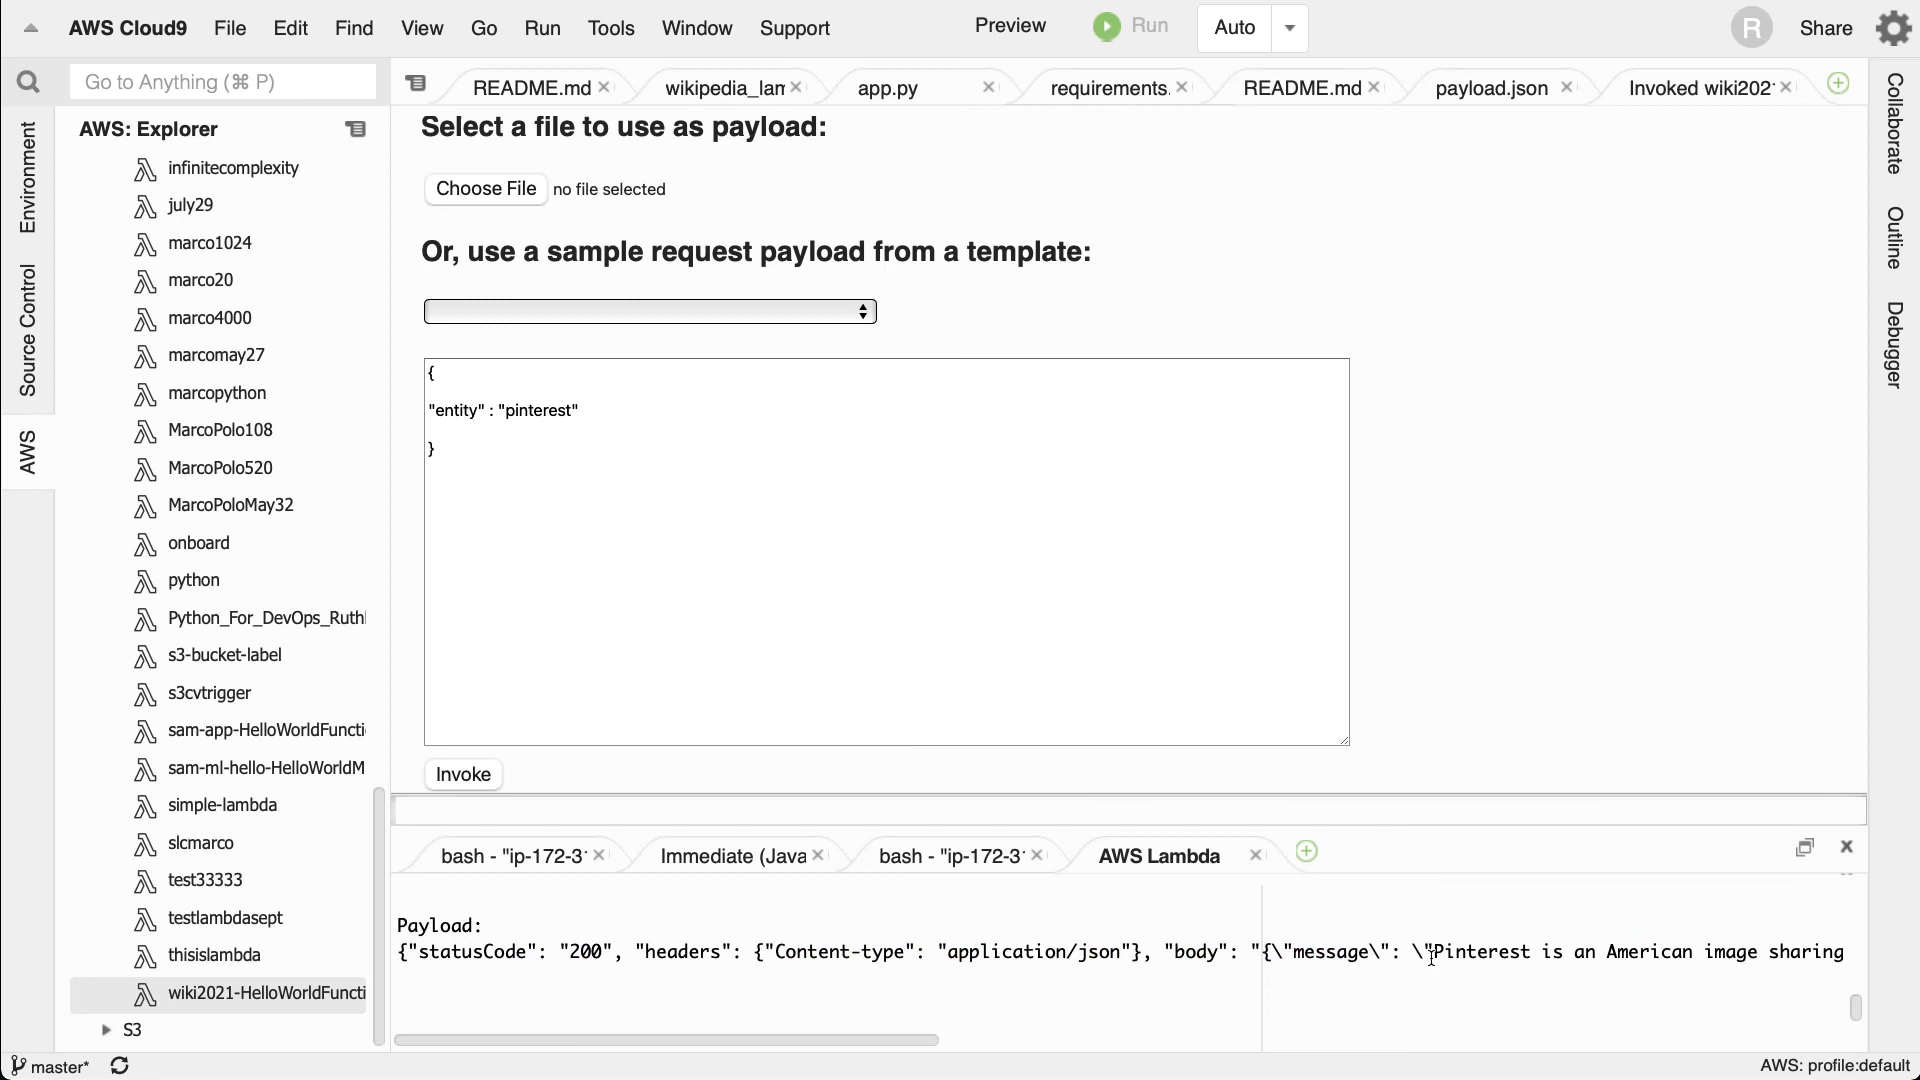 AWS Cloud9 File Edit Find View Go Run Tools Window Support Preview Run Auto R Share
Go to Anything (⌘ P)
README.md
wikipedia_lam
app.py
requirements.
README.md
payload.json
Invoked wiki202
Environment
Source Control
AWS
AWS: Explorer
infinitecomplexity
july29
marco1024
marco20
marco4000
marcomay27
marcopython
MarcoPolo108
MarcoPolo520
MarcoPoloMay32
onboard
python
Python_For_DevOps_Ruth
s3-bucket-label
s3cvtrigger
sam-app-HelloWorldFuncti
sam-ml-hello-HelloWorldM
simple-lambda
slcmarco
test33333
testlambdasept
thisislambda
wiki2021-HelloWorldFuncti
S3
Select a file to use as payload:
Choose File no file selected
Or, use a sample request payload from a template:
{
"entity" : "pinterest"
}
Invoke
bash - "ip-172-3
Immediate (Java
bash - "ip-172-3
AWS Lambda
Payload:
{"statusCode": "200", "headers": {"Content-type": "application/json"}, "body": "{\"message\": \"Pinterest is an American image sharing
Collaborate
Outline
Debugger
master*
AWS: profile:default